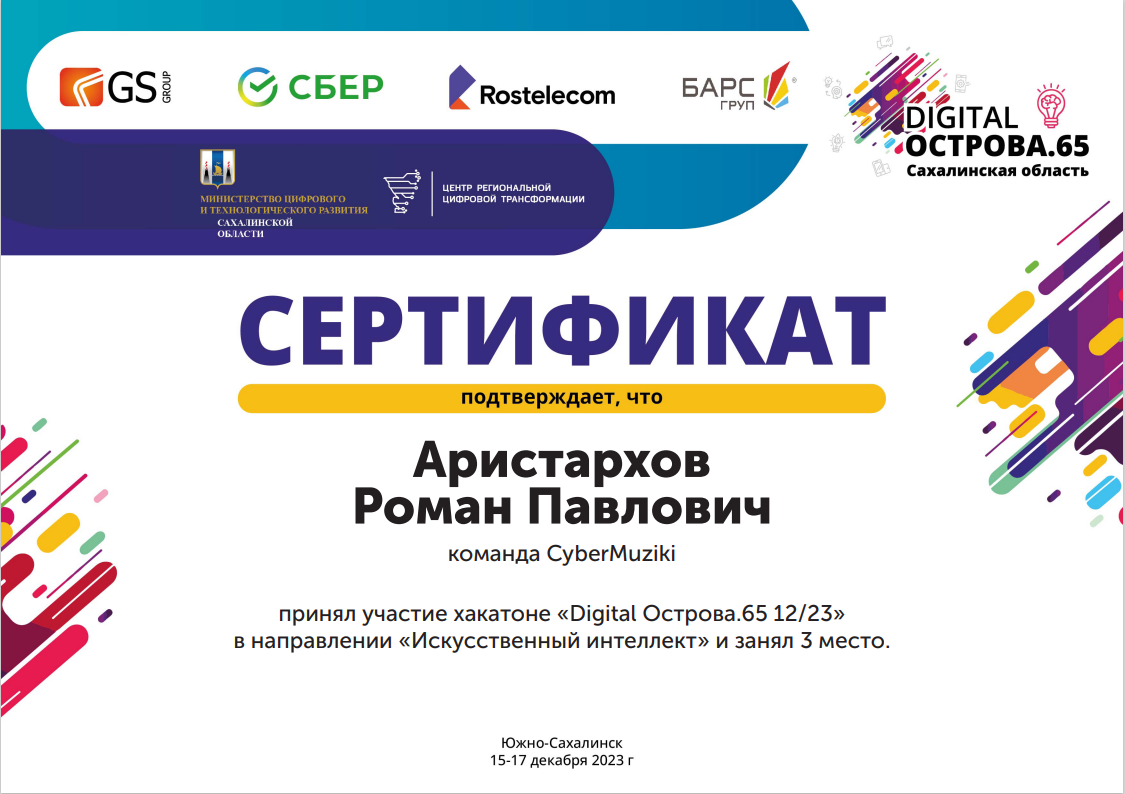 GS GROUP
СБЕР
Rostelecom
БАРС
ГРУП
DIGITAL
ОСТРОВА.65
Сахалинская область
МИНИСТЕРСТВО ЦИФРОВОГО
И ТЕХНОЛОГИЧЕСКОГО РАЗВИТИЯ
САХАЛИНСКОЙ
ОБЛАСТИ
ЦЕНТР РЕГИОНАЛЬНОЙ
ЦИФРОВОЙ ТРАНСФОРМАЦИИ
СЕРТИФИКАТ
подтверждает, что
Аристархов
Роман Павлович
команда CyberMuziki
принял участие хакатоне «Digital Острова.65 12/23»
в направлении «Искусственный интеллект» и занял 3 место.
Южно-Сахалинск
15-17 декабря 2023 г